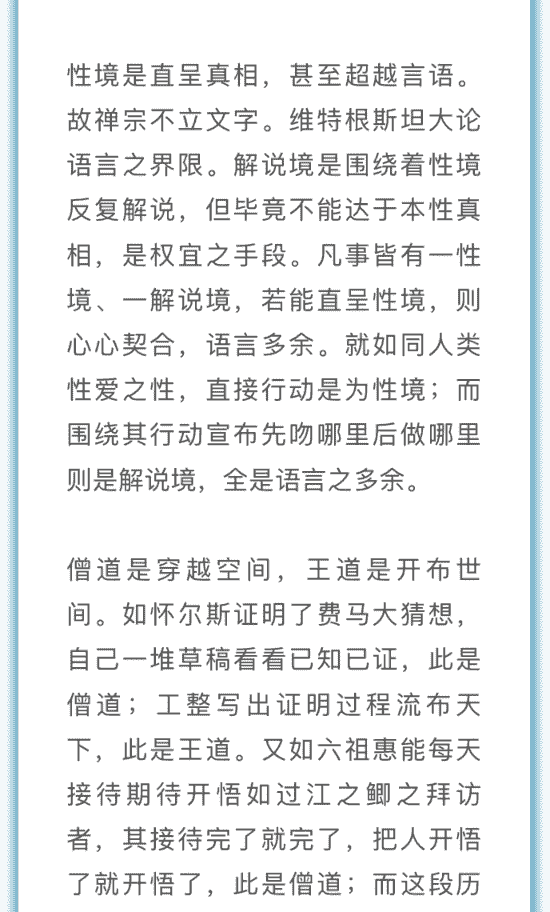 性境是直呈真相，甚至超越言语。
故禅宗不立文字。维特根斯坦大论
语言之界限。解说境是围绕着性境
反复解说，但毕竟不能达于本性真
相，是权宜之手段。凡事皆有一性
境、一解说境，若能直呈性境，则
心心契合，语言多余。就如同人类
性爱之性，直接行动是为性境；而
围绕其行动宣布先吻哪里后做哪里
则是解说境，全是语言之多余。
僧道是穿越空间，王道是开布世
间。如怀尔斯证明了费马大猜想，
自己一堆草稿看看已知已证，此是
僧道；工整写出证明过程流布天
下，此是王道。又如六祖惠能每天
接待期待开悟如过江之鲫之拜访
者，其接待完了就完了，把人开悟
了就开悟了，此是僧道；而这段历